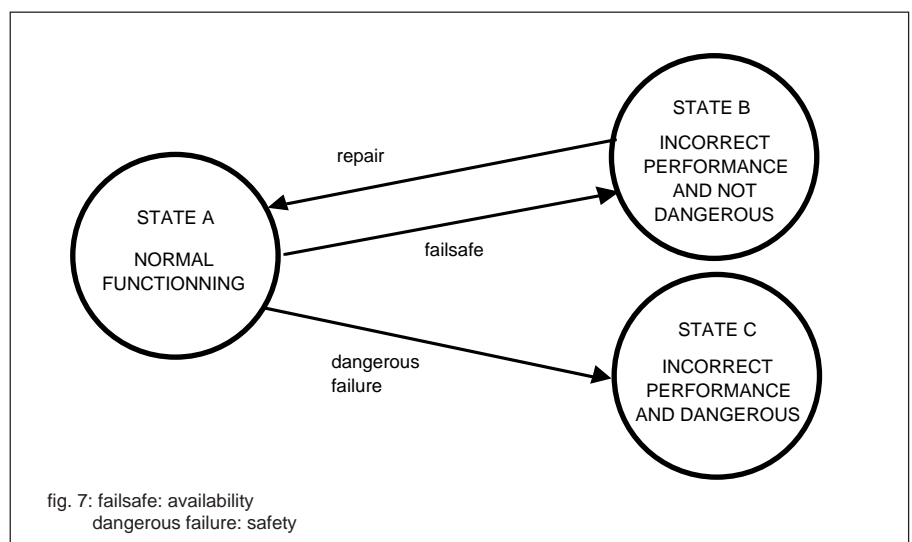 STATE A
NORMAL
FUNCTIONNING
repair
failsafe
dangerous
failure
STATE B
INCORRECT
PERFORMANCE
AND NOT
DANGEROUS
STATE C
INCORRECT
PERFORMANCE
AND DANGEROUS
fig. 7: failsafe: availability
dangerous failure: safety